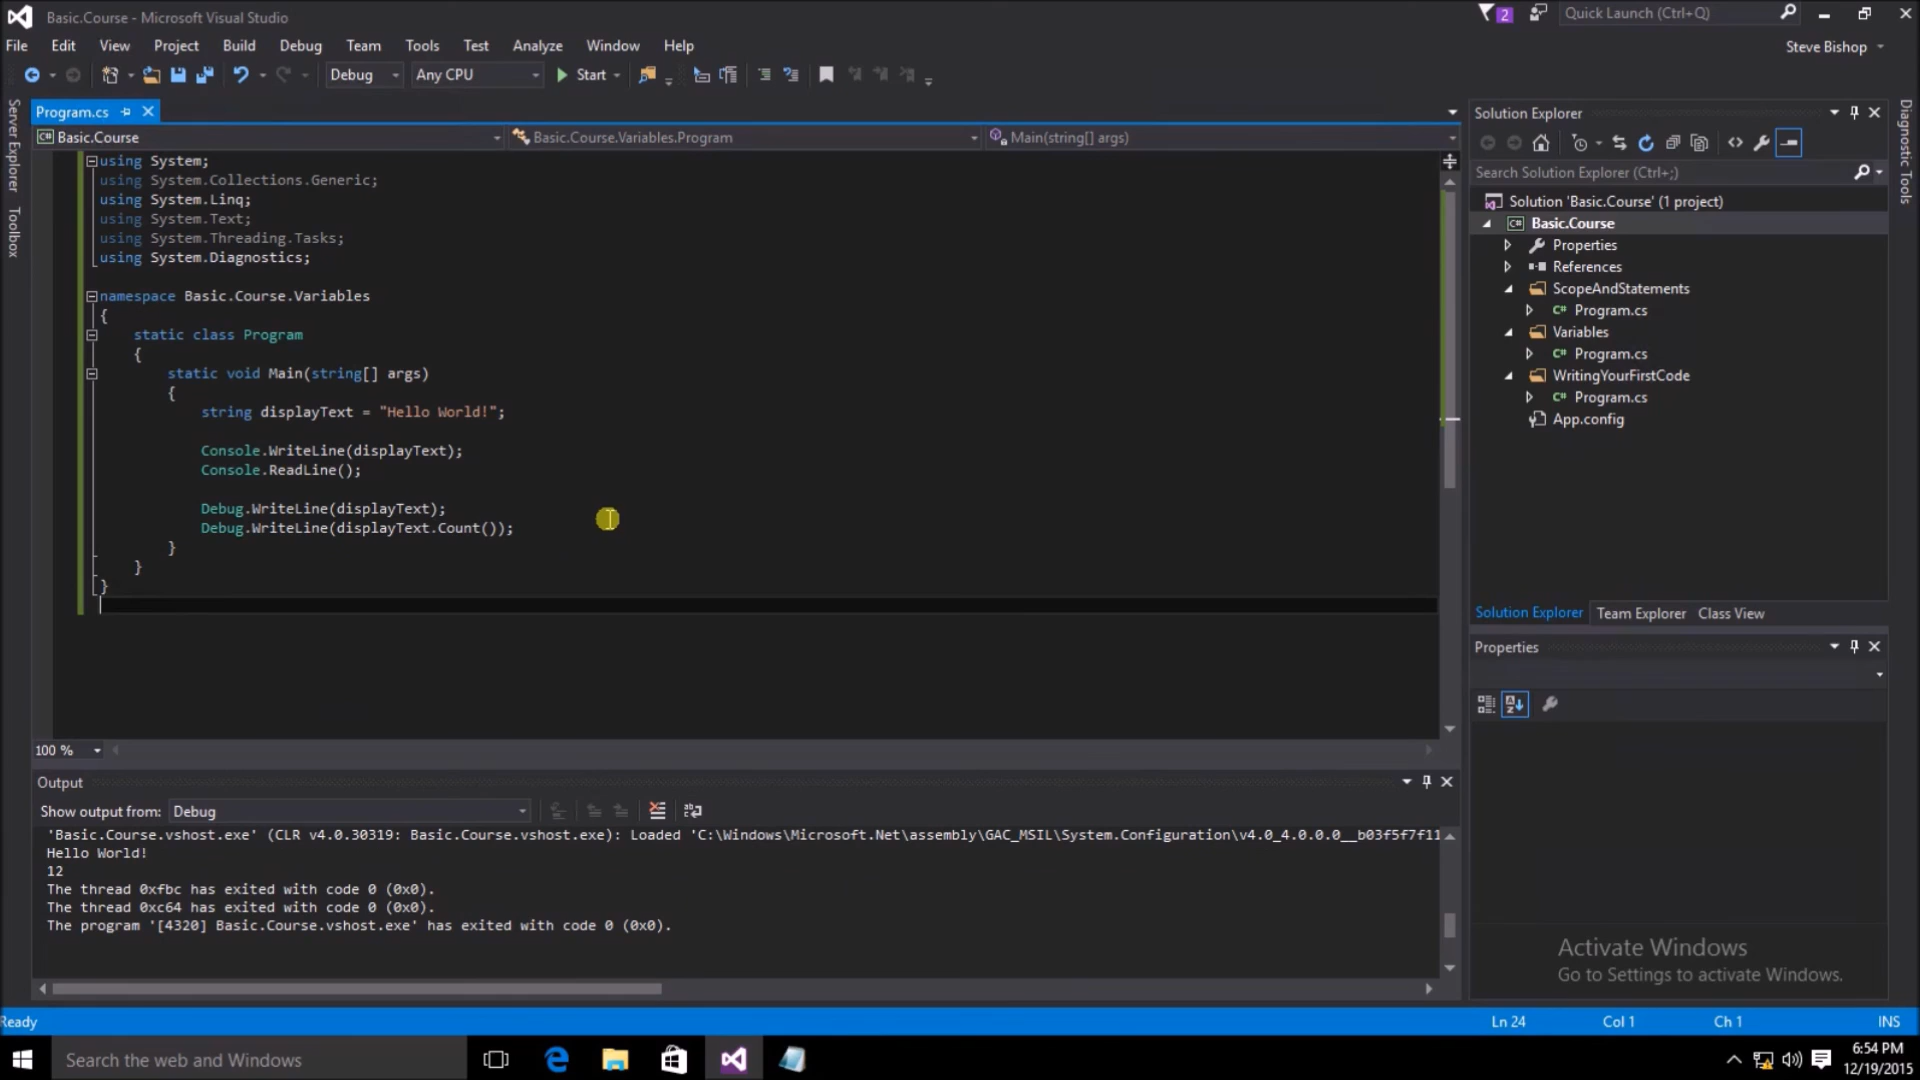 Basic.Course - Microsoft Visual Studio
2
Quick Launch (Ctrl+Q)
File Edit View Project Build Debug Team Tools Test Analyze Window Help
Steve Bishop
Debug Any CPU Start
Server Explorer
Toolbox
Program.cs
Basic.Course Basic.Course.Variables.Program Main(string[] args)
using System;
using System.Collections.Generic;
using System.Linq;
using System.Text;
using System.Threading.Tasks;
using System.Diagnostics;
namespace Basic.Course.Variables
{
static class Program
{
static void Main(string[] args)
{
string displayText = "Hello World!";
Console.WriteLine(displayText);
Console.ReadLine();
Debug.WriteLine(displayText);
Debug.WriteLine(displayText.Count());
}
}
}
100 %
Output
Show output from: Debug
'Basic.Course.vshost.exe' (CLR v4.0.30319: Basic.Course.vshost.exe): Loaded 'C:\Windows\Microsoft.Net\assembly\GAC_MSIL\System.Configuration\v4.0_4.0.0.0__b03f5f7f11
Hello World!
12
The thread 0xfbc has exited with code 0 (0x0).
The thread 0xc64 has exited with code 0 (0x0).
The program '[4320] Basic.Course.vshost.exe' has exited with code 0 (0x0).
Solution Explorer
Search Solution Explorer (Ctrl+;)
Solution 'Basic.Course' (1 project)
C# Basic.Course
Properties
References
ScopeAndStatements
C# Program.cs
Variables
C# Program.cs
WritingYourFirstCode
C# Program.cs
App.config
Solution Explorer Team Explorer Class View
Properties
Diagnostic Tools
Activate Windows
Go to Settings to activate Windows.
Ready
Ln 24 Col 1 Ch 1 INS
Search the web and Windows
6:54 PM
12/19/2015